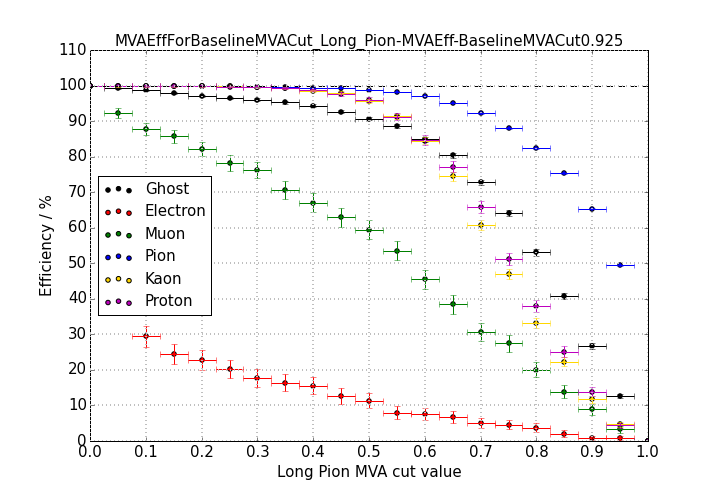 MVAEffForBaselineMVACut_Long_Pion-MVAEff-BaselineMVACut0.925
110
100
90
80
70
60
50
40
30
20
10
0
Efficiency / %
Ghost
Electron
Muon
Pion
Kaon
Proton
0.0 0.1 0.2 0.3 0.4 0.5 0.6 0.7 0.8 0.9 1.0
Long Pion MVA cut value